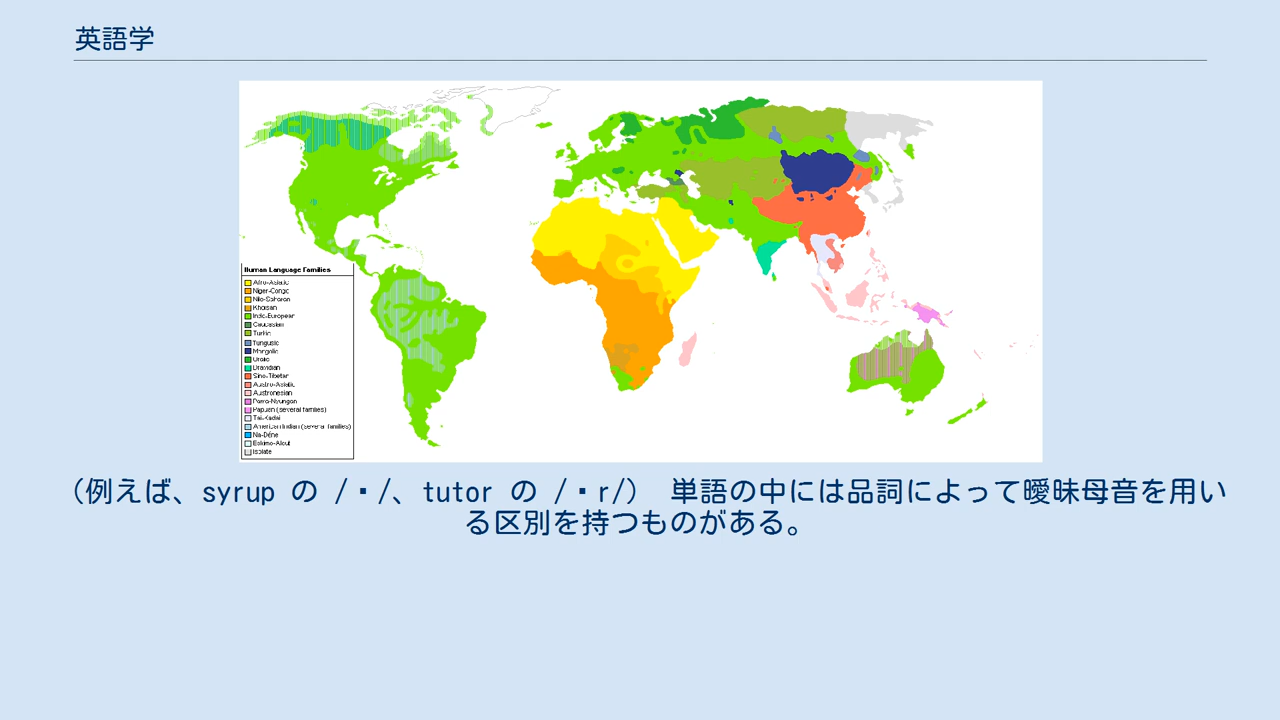 英語学
Human Language Families
Afro-Asiatic
Niger-Congo
Nilo-Saharan
Khoisan
Indo-European
Caucasian
Turkic
Tungusic
Mongolic
Uralic
Dravidian
Sino-Tibetan
Austro-Asiatic
Austronesian
Pama-Nyungan
Papuan (several families)
Tai-Kadai
American Indian (several families)
Na-Dene
Eskimo-Aleut
Isolate
(例えば、syrup の /・/、tutor の /・r/) 単語の中には品詞によって曖昧母音を用い
る区別を持つものがある。